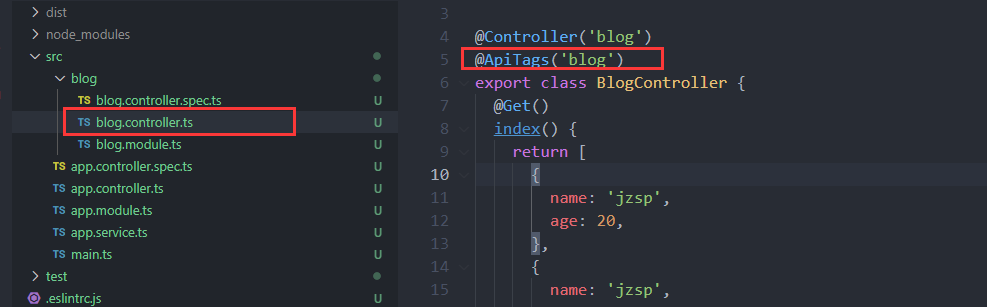 dist
node_modules
src
blog
TS blog.controller.spec.ts U
TS blog.controller.ts U
TS blog.module.ts U
TS app.controller.spec.ts U
TS app.controller.ts U
TS app.module.ts U
TS app.service.ts U
TS main.ts U
test
.eslintrc.js U
3
4 @Controller('blog')
5 @ApiTags('blog')
6 export class BlogController {
7 @Get()
8 index() {
9 return [
10 {
11 name: 'jzsp',
12 age: 20,
13 },
14 {
15 name: 'jzsp',